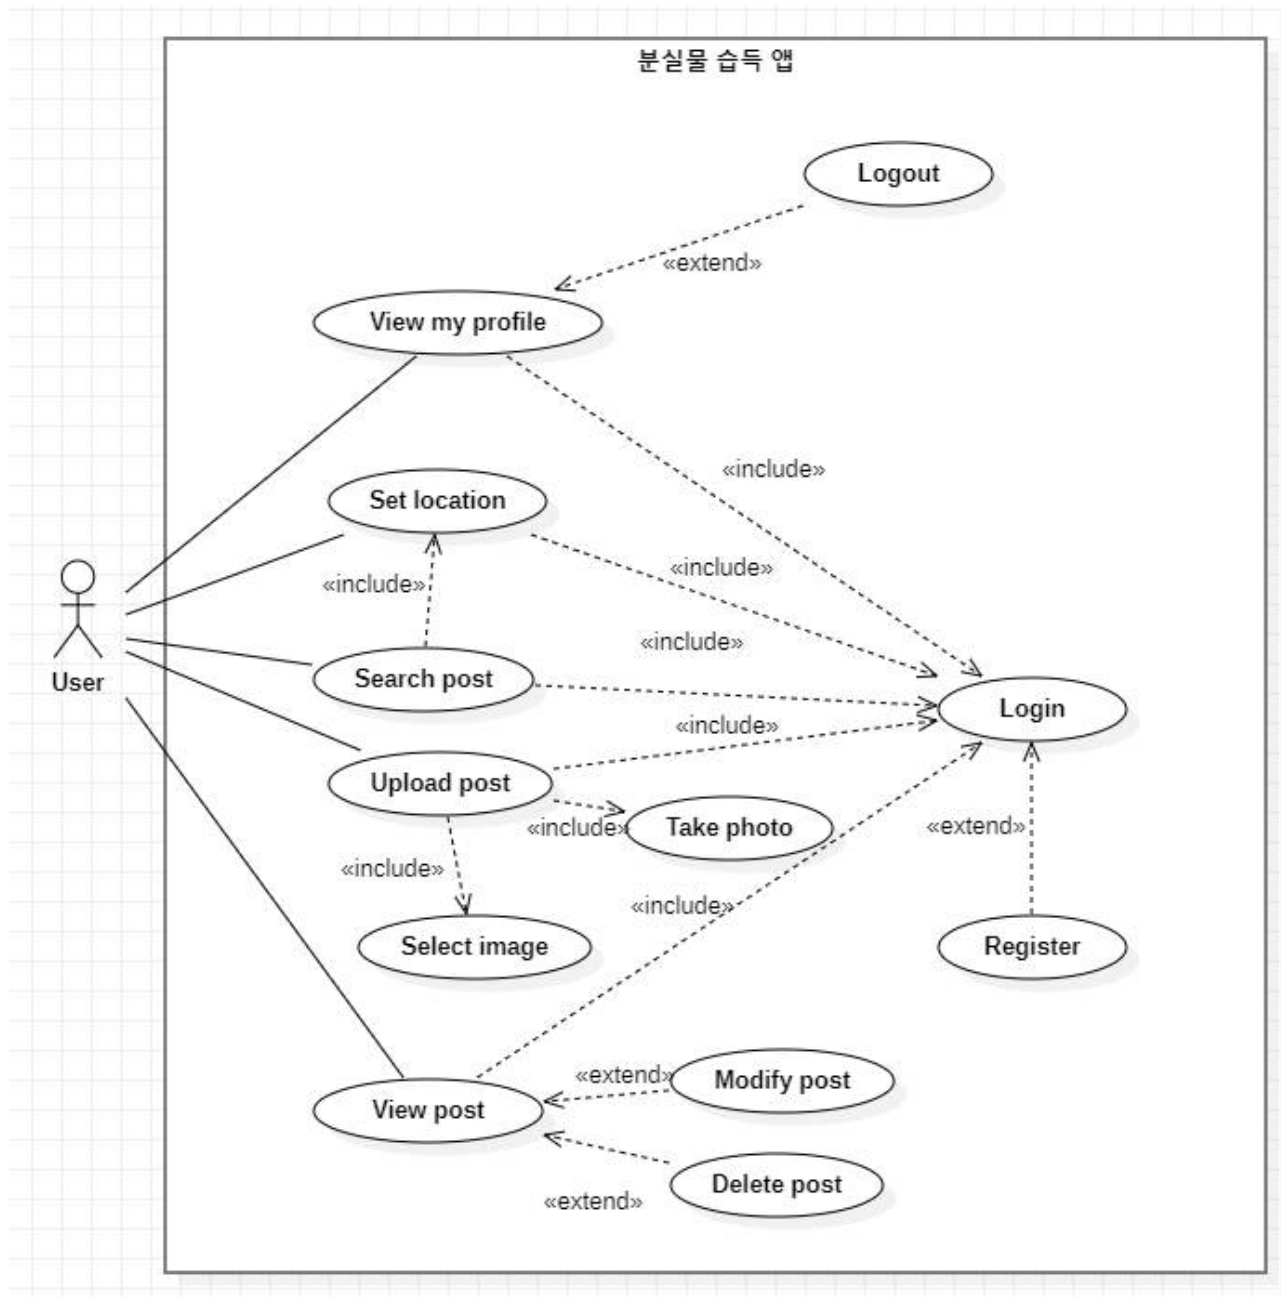 분실물 습득 앱
Logout
«extend»
View my profile
«include»
Set location
«include»
«include»
«include»
Search post
User
Login
«include»
Upload post
Take photo
«include»
«extend»
«include»
«include»
Select image
Register
«extend»
Modify post
View post
Delete post
«extend»